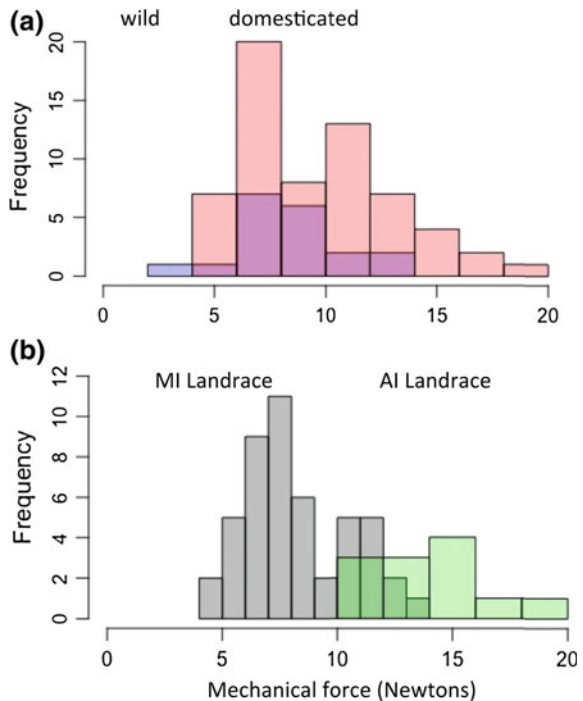 (a) wild domesticated
20
15
10
5
0
Frequency
0 5 10 15 20
(b)
MI Landrace AI Landrace
12
10
8
6
4
2
0
Frequency
0 5 10 15 20
Mechanical force (Newtons)